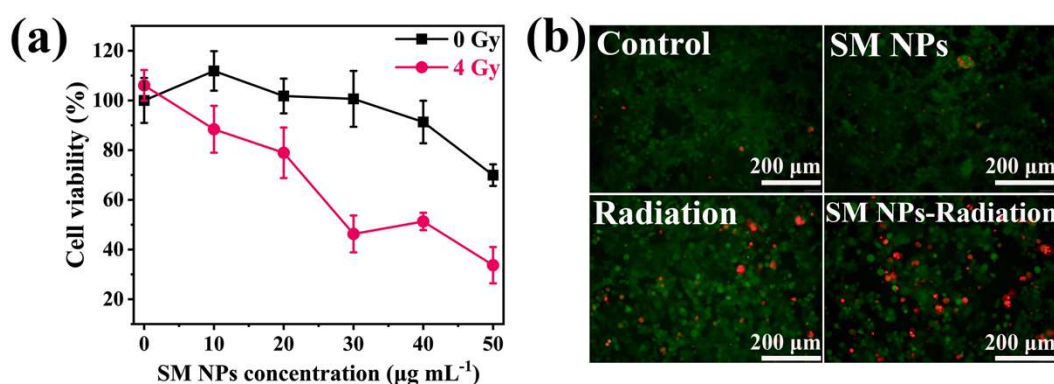 (a)
120
100
80
60
40
20
Cell viability (%)
0 Gy
4 Gy
0 10 20 30 40 50
SM NPs concentration (µg mL⁻¹)
(b)
Control
200 µm
SM NPs
200 µm
Radiation
200 µm
SM NPs-Radiation
200 µm